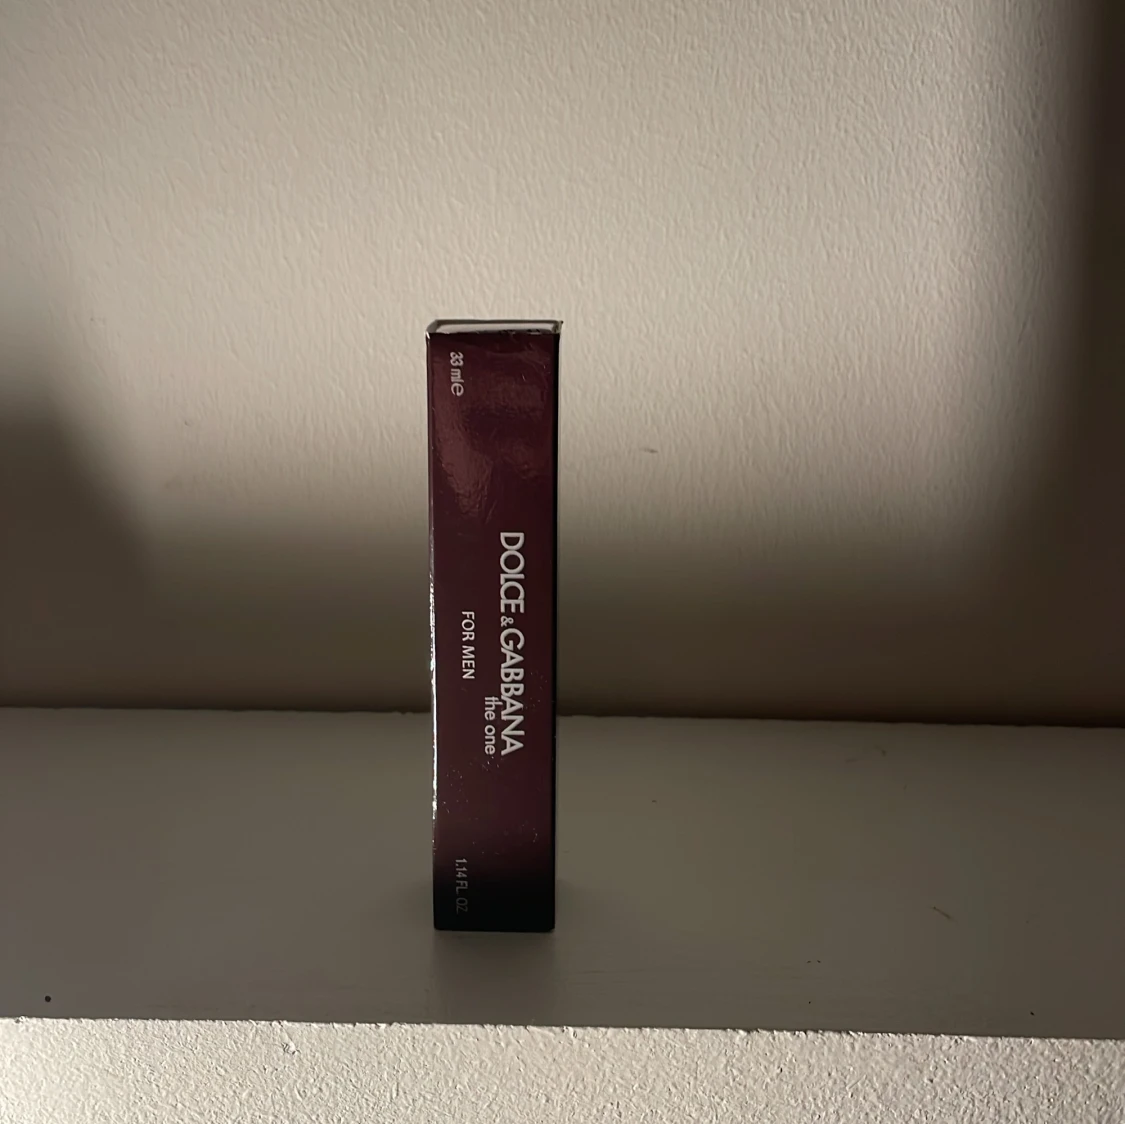 33 ml e
DOLCE & GABBANA
the one
FOR MEN
1.14 FL. OZ.